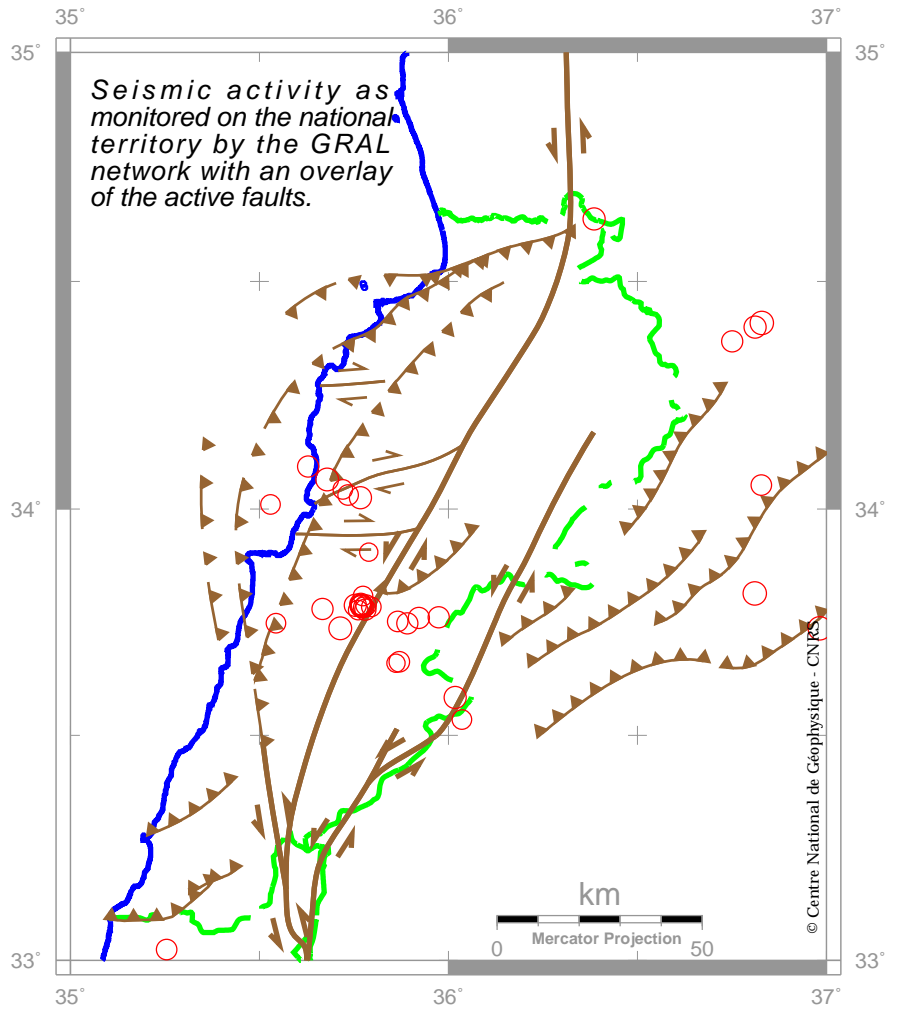 35° 36° 37°
35° 35°
Seismic activity as
monitored on the national
territory by the GRAL
network with an overlay
of the active faults.
34° 34°
© Centre National de Géophysique - CNRS
km
Mercator Projection
0 50
33° 33°
35° 36° 37°